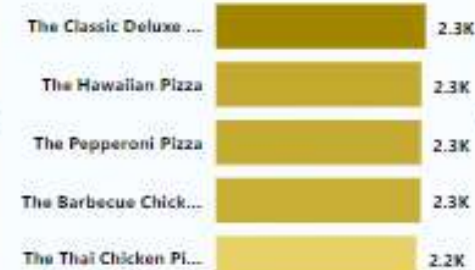 The Classic Deluxe ... 2.3K
The Hawaiian Pizza 2.3K
The Pepperoni Pizza 2.3K
The Barbecue Chick... 2.3K
The Thai Chicken Pi... 2.2K